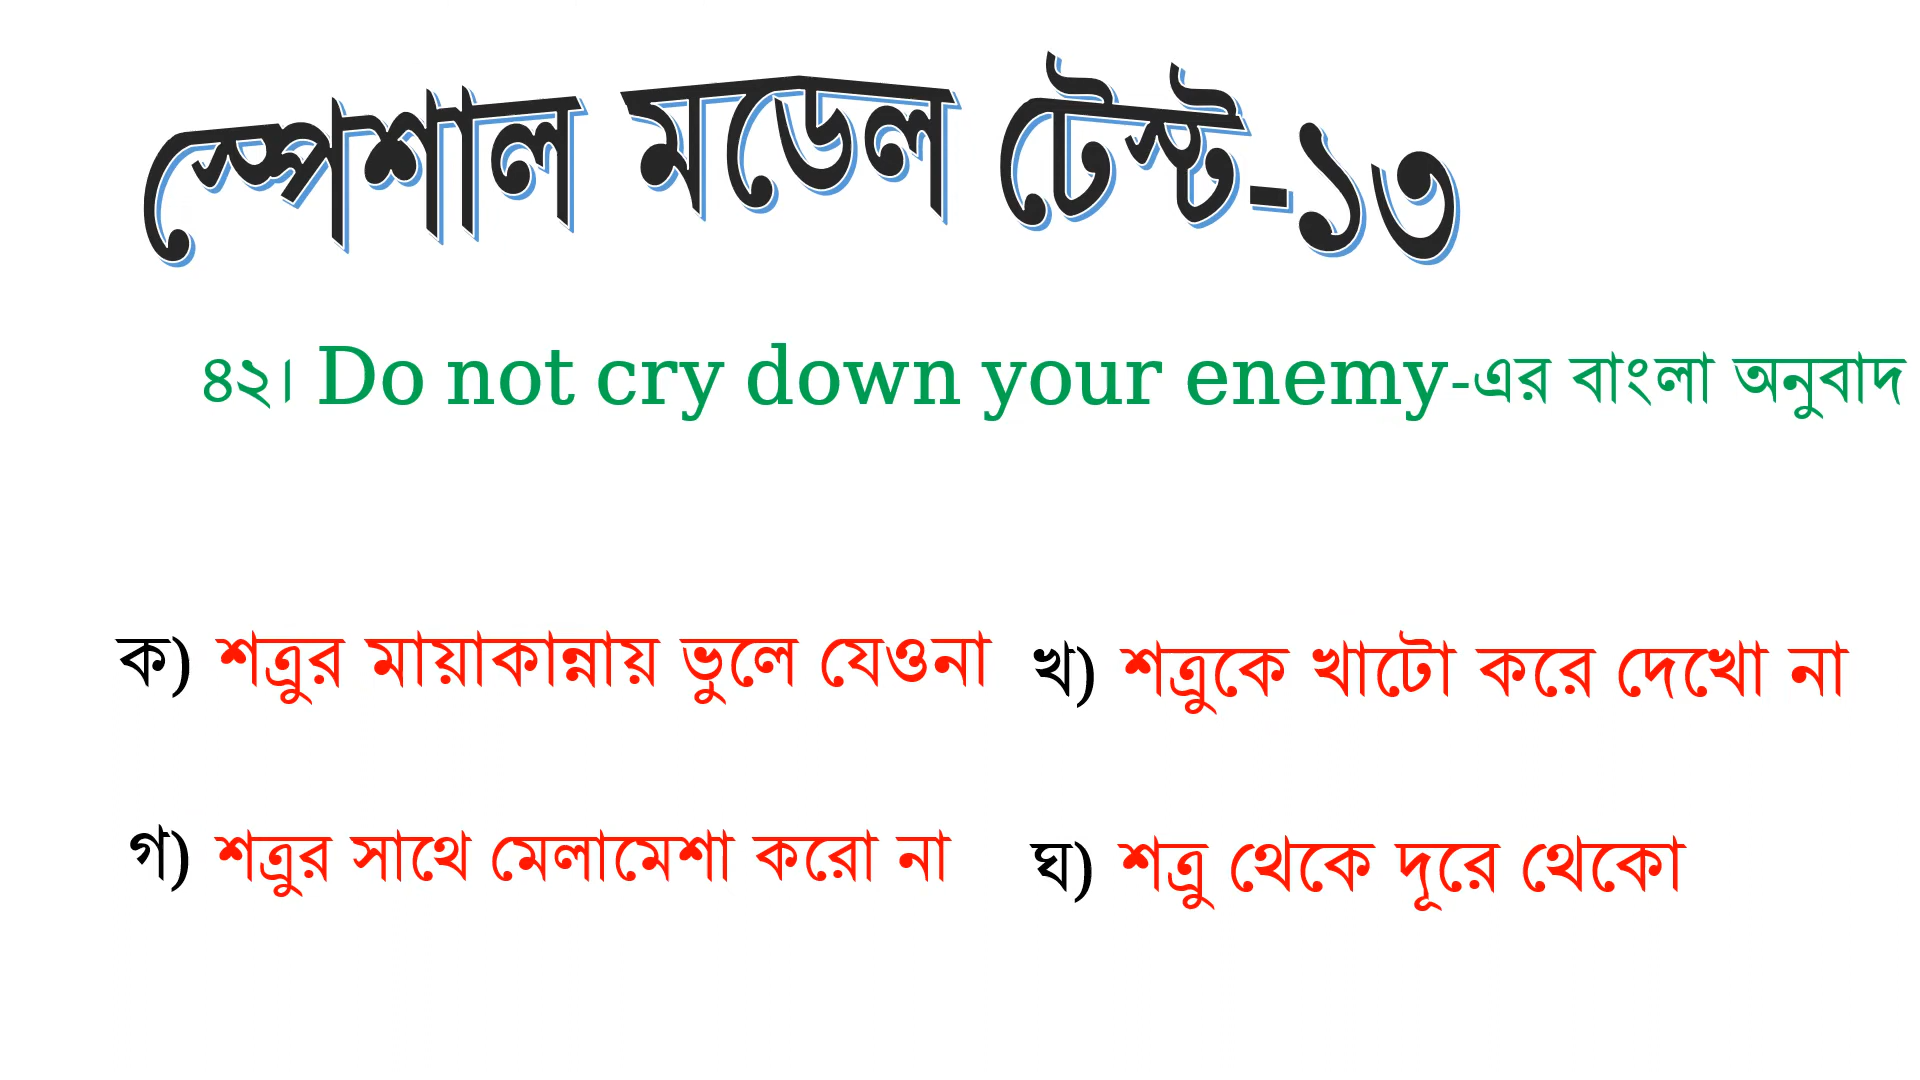 স্পেশাল মডেল টেস্ট-১৩
৪২। Do not cry down your enemy-এর বাংলা অনুবাদ
ক) শত্রুর মায়াকান্নায় ভুলে যেওনা খ) শত্রুকে খাটো করে দেখো না
গ) শত্রুর সাথে মেলামেশা করো না ঘ) শত্রু থেকে দূরে থেকো